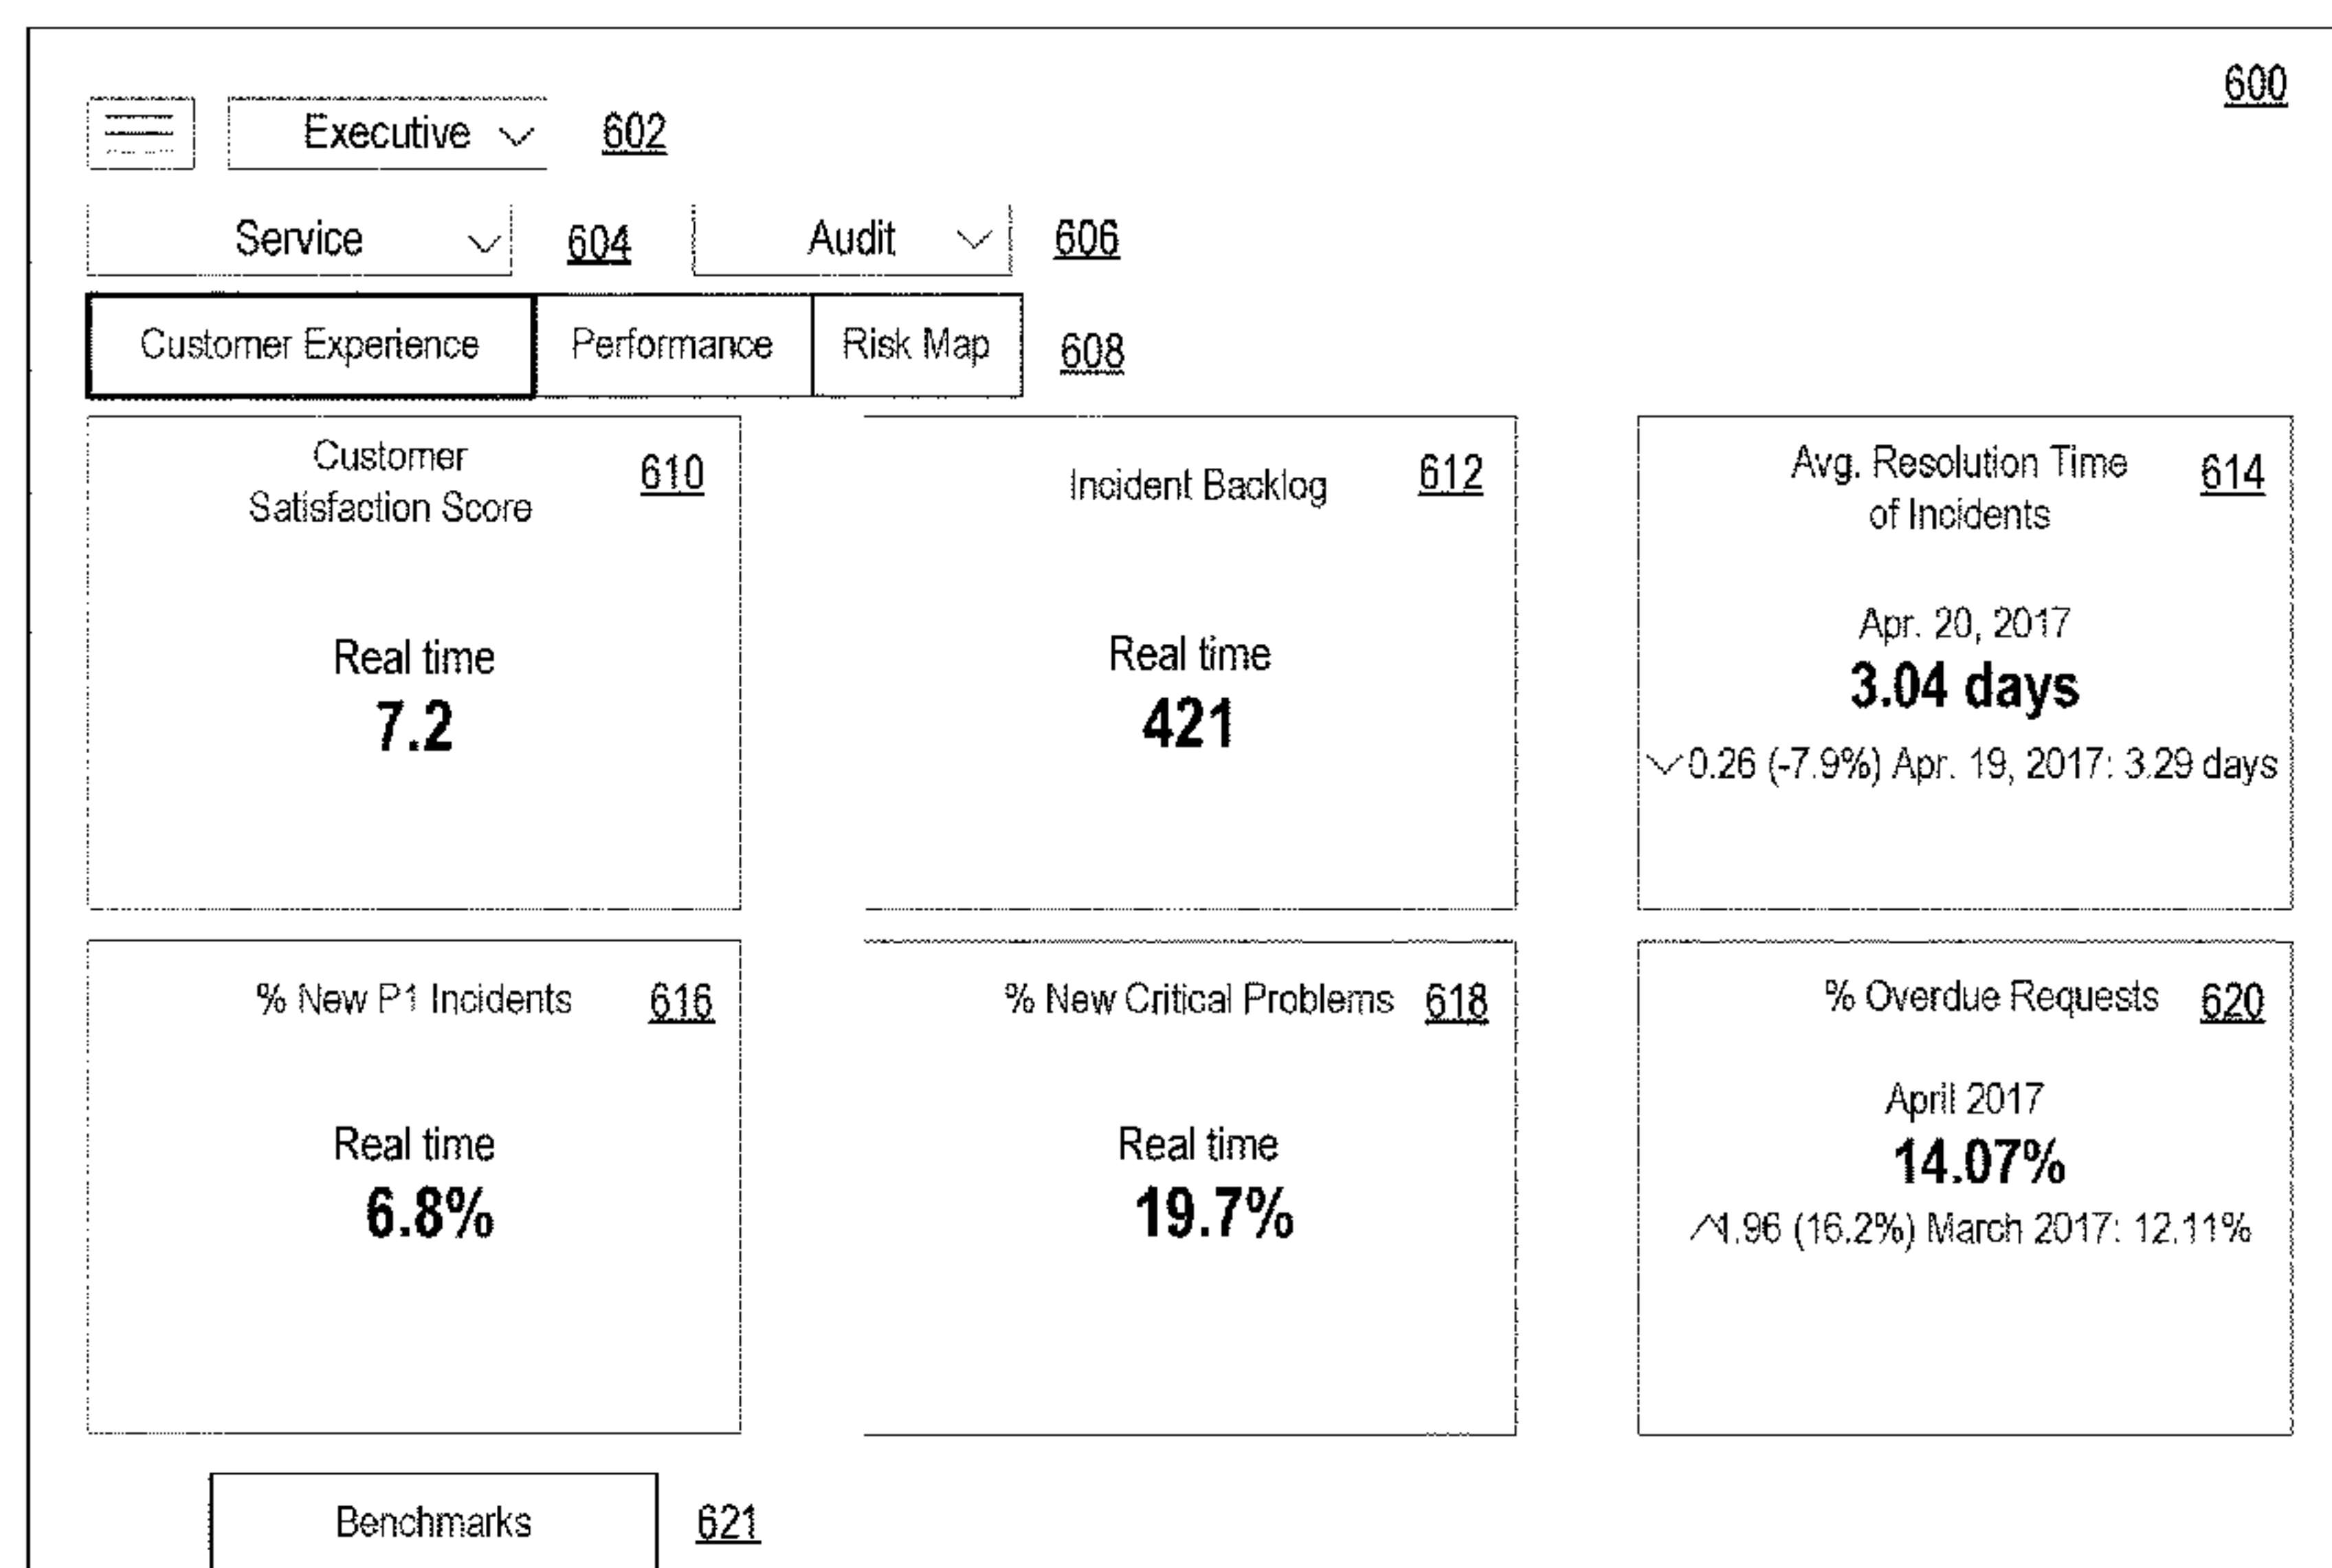 600
Executive 602
Service 604 Audit 606
Customer Experience Performance Risk Map 608
Customer
Satisfaction Score 610
Real time
7.2
Incident Backlog 612
Real time
421
Avg. Resolution Time
of Incidents 614
Apr. 20, 2017
3.04 days
0.26 (-7.9%) Apr. 19, 2017: 3.29 days
% New P1 Incidents 616
Real time
6.8%
% New Critical Problems 618
Real time
19.7%
% Overdue Requests 620
April 2017
14.07%
1.96 (16.2%) March 2017: 12.11%
Benchmarks 621